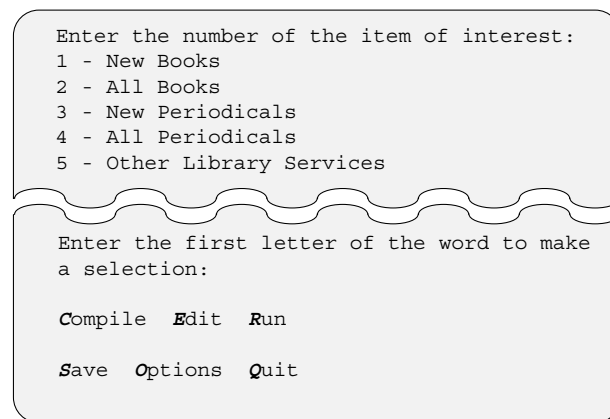 Enter the number of the item of interest:
1 - New Books
2 - All Books
3 - New Periodicals
4 - All Periodicals
5 - Other Library Services
Enter the first letter of the word to make
a selection:
Compile Edit Run
Save Options Quit